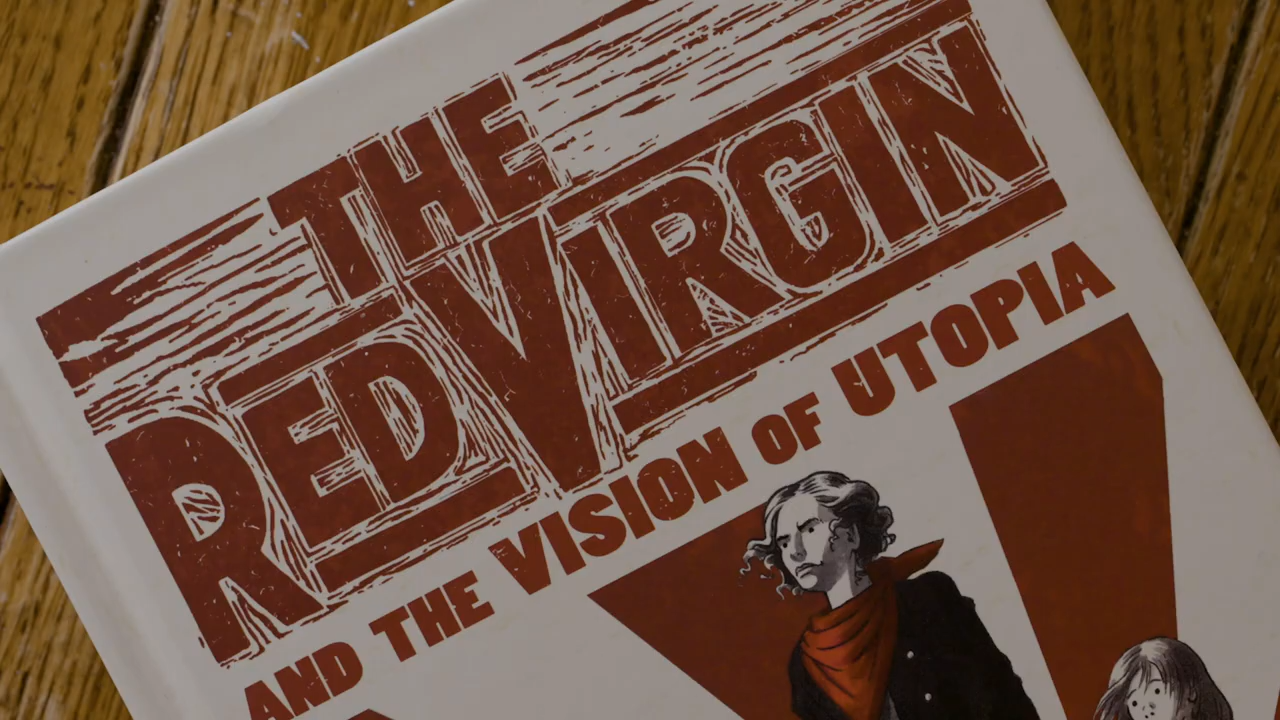 THE
RED VIRGIN
AND THE VISION OF UTOPIA